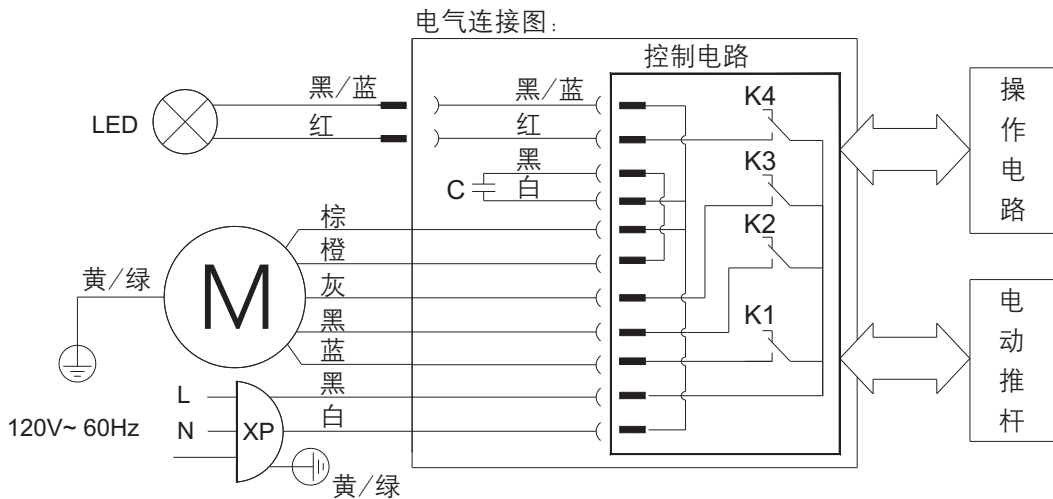 电气连接图:
控制电路
LED
黑/蓝
红
黑/蓝
红
黑
C
白
K4
K3
K2
K1
操作电路
电动推杆
棕
橙
黄/绿
M
灰
黑
蓝
L
黑
120V~ 60Hz
N
XP
白
黄/绿